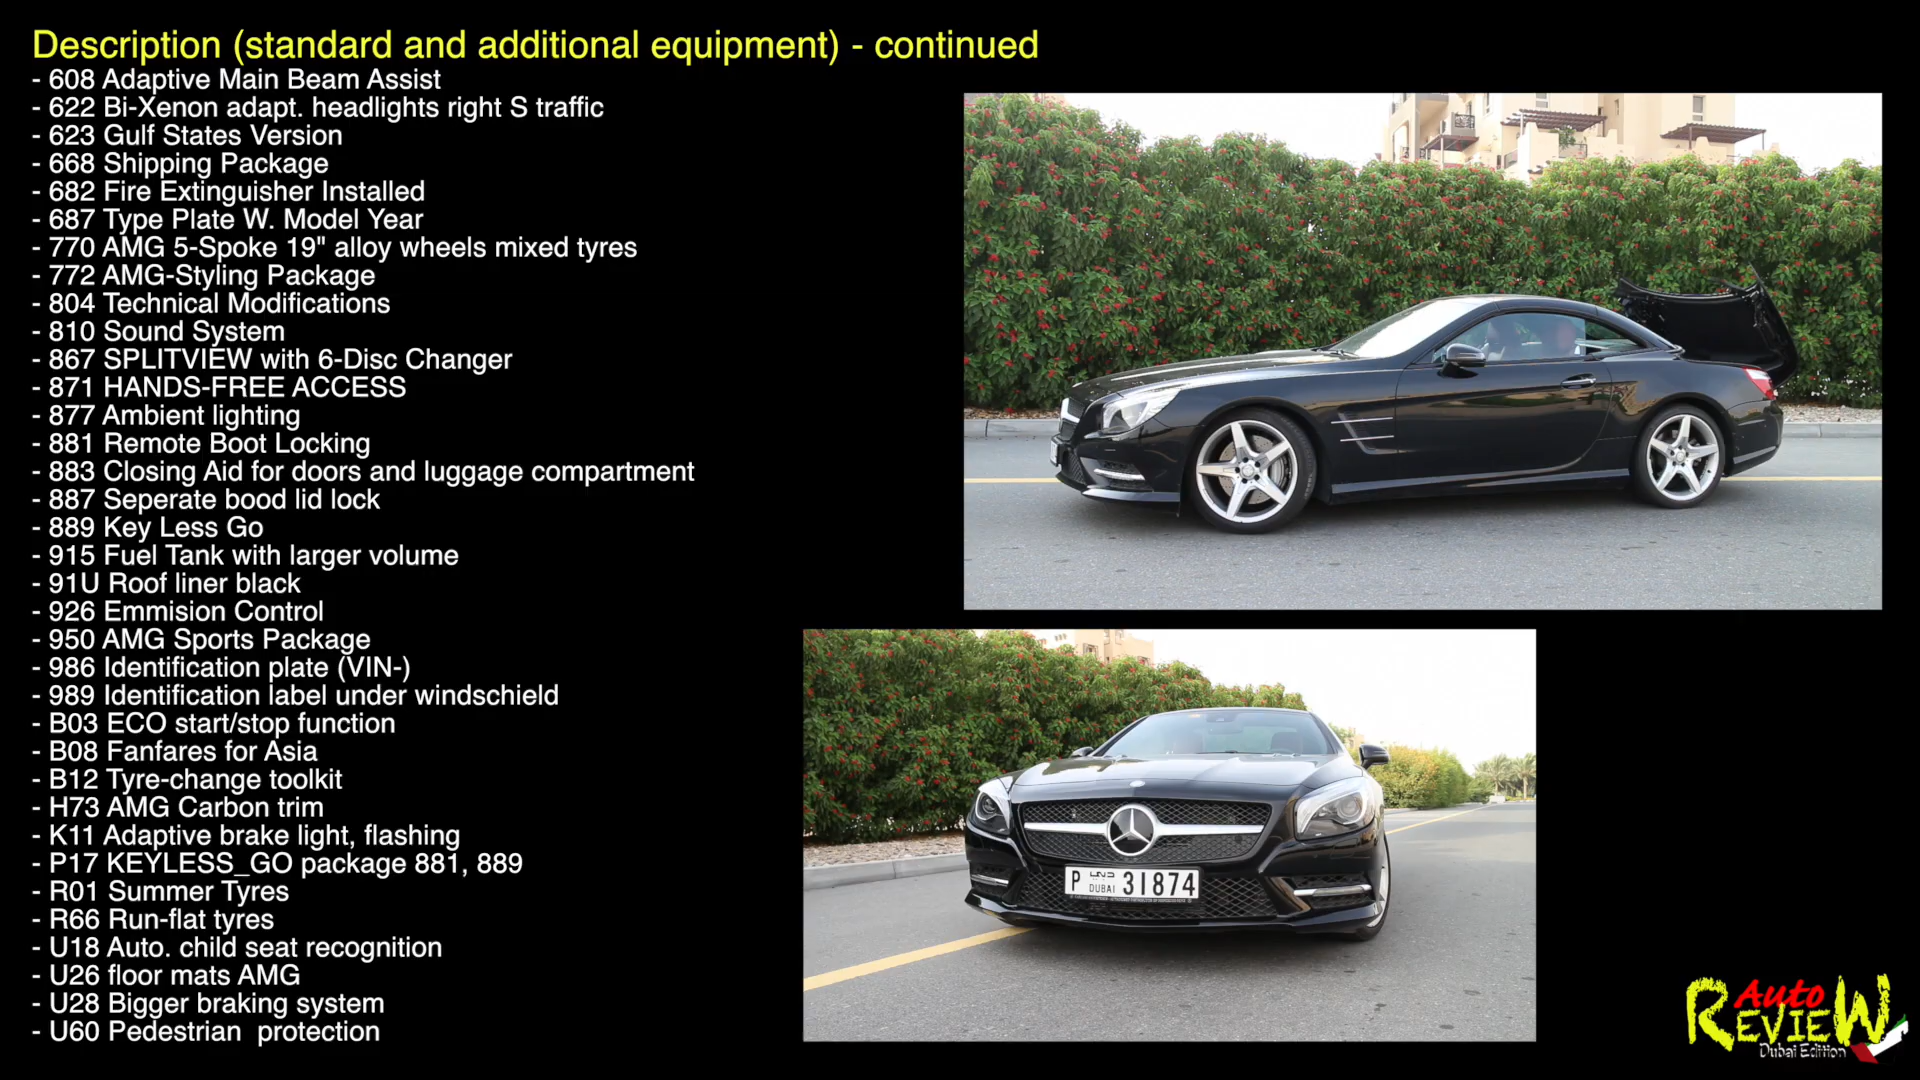 Description (standard and additional equipment) - continued
- 608 Adaptive Main Beam Assist
- 622 Bi-Xenon adapt. headlights right S traffic
- 623 Gulf States Version
- 668 Shipping Package
- 682 Fire Extinguisher Installed
- 687 Type Plate W. Model Year
- 770 AMG 5-Spoke 19" alloy wheels mixed tyres
- 772 AMG-Styling Package
- 804 Technical Modifications
- 810 Sound System
- 867 SPLITVIEW with 6-Disc Changer
- 871 HANDS-FREE ACCESS
- 877 Ambient lighting
- 881 Remote Boot Locking
- 883 Closing Aid for doors and luggage compartment
- 887 Seperate bood lid lock
- 889 Key Less Go
- 915 Fuel Tank with larger volume
- 91U Roof liner black
- 926 Emmision Control
- 950 AMG Sports Package
- 986 Identification plate (VIN-)
- 989 Identification label under windschield
- B03 ECO start/stop function
- B08 Fanfares for Asia
- B12 Tyre-change toolkit
- H73 AMG Carbon trim
- K11 Adaptive brake light, flashing
- P17 KEYLESS_GO package 881, 889
- R01 Summer Tyres
- R66 Run-flat tyres
- U18 Auto. child seat recognition
- U26 floor mats AMG
- U28 Bigger braking system
- U60 Pedestrian  protection
P DUBAI 31874
Auto
REVIEW
Dubai Edition